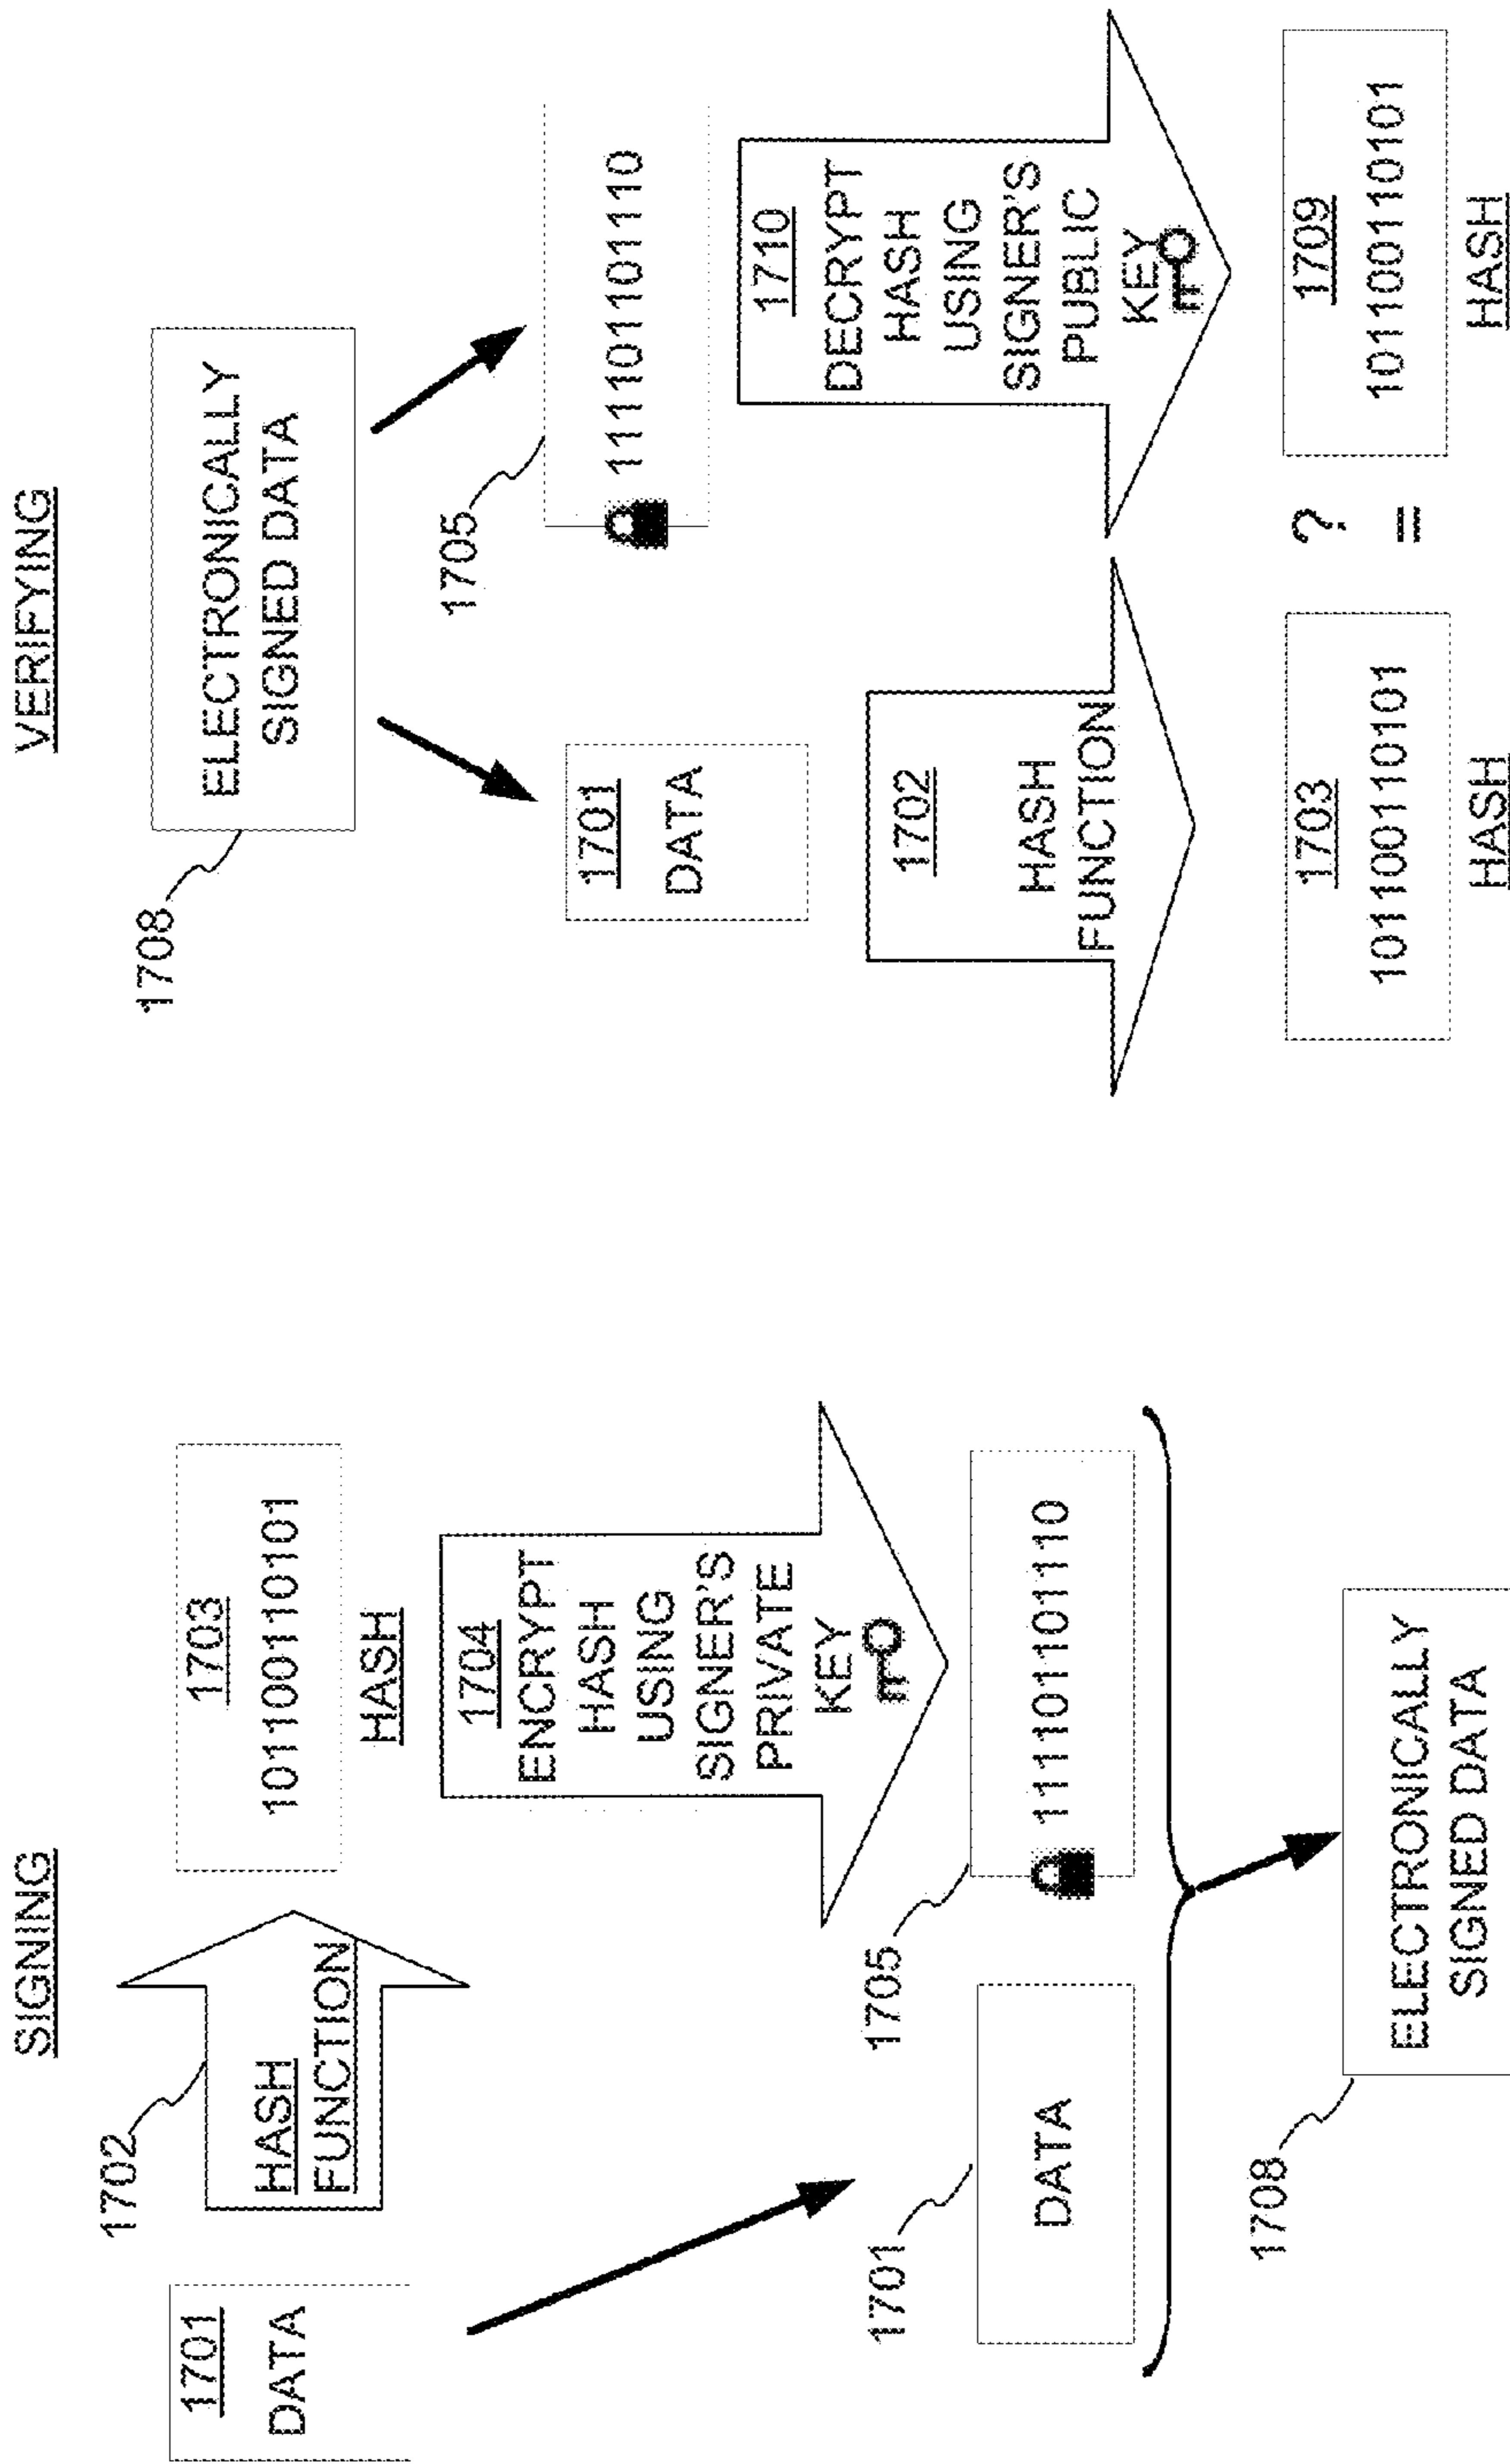 SIGNING
1702
1701
DATA
HASH
FUNCTION
1703
101100110101
HASH
1704
ENCRYPT
HASH
USING
SIGNER'S
PRIVATE
KEY
1701
DATA
1705
111101101110
1708
ELECTRONICALLY
SIGNED DATA
VERIFYING
1708
ELECTRONICALLY
SIGNED DATA
1701
DATA
1705
111101101110
1702
HASH
FUNCTION
1710
DECRYPT
HASH
USING
SIGNER'S
PUBLIC
KEY
1703
101100110101
HASH
?
=
1709
101100110101
HASH